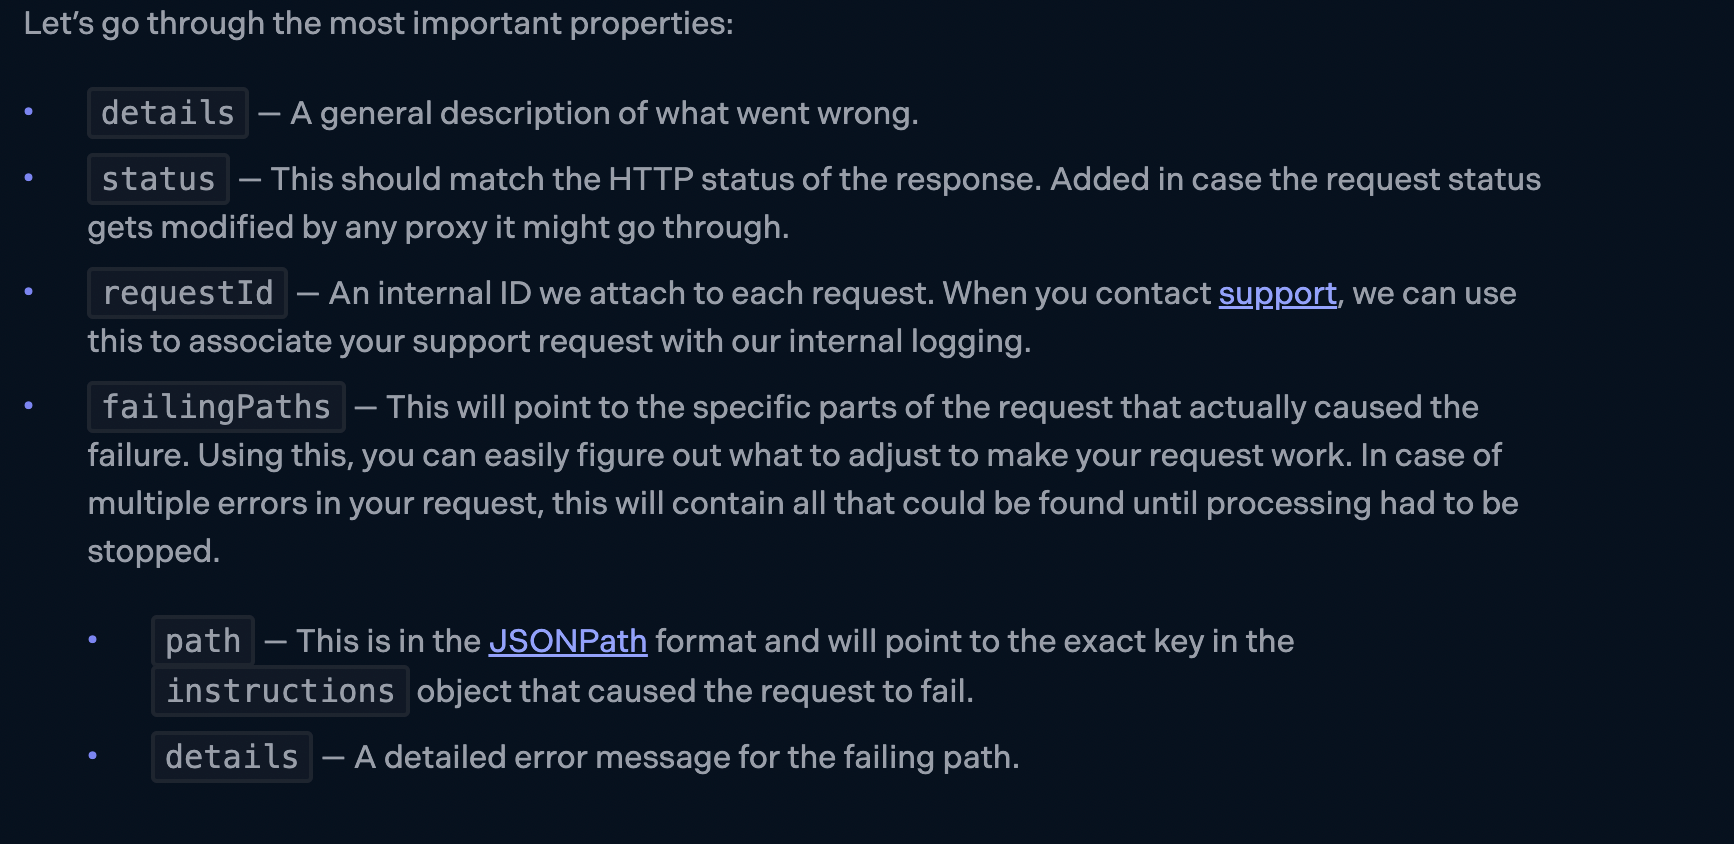 Let’s go through the most important properties:
• details — A general description of what went wrong.
• status — This should match the HTTP status of the response. Added in case the request status
gets modified by any proxy it might go through.
• requestId — An internal ID we attach to each request. When you contact support, we can use
this to associate your support request with our internal logging.
• failingPaths — This will point to the specific parts of the request that actually caused the
failure. Using this, you can easily figure out what to adjust to make your request work. In case of
multiple errors in your request, this will contain all that could be found until processing had to be
stopped.
• path — This is in the JSONPath format and will point to the exact key in the
instructions object that caused the request to fail.
• details — A detailed error message for the failing path.